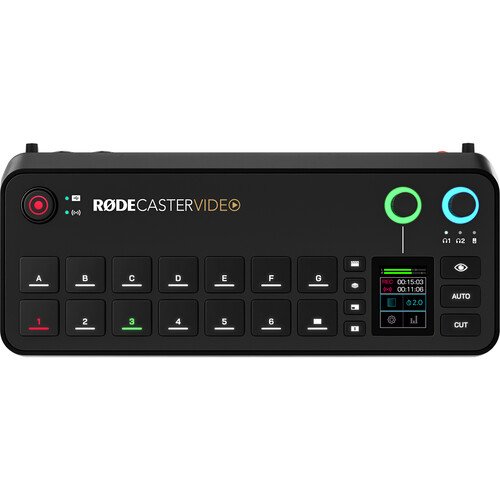 RØDECASTERVIDEO
1 2
A B C D E F G
1 2 3 4 5 6
REC 00:15:03
00:11:06
2.0
AUTO
CUT